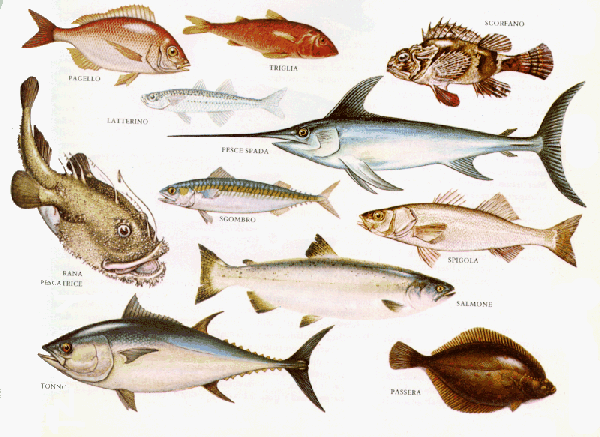 SCORFANO
PAGELLO
TRIGLIA
LATTERINO
PESCE SPADA
SGOMBRO
SPIGOLA
RANA
PESCATRICE
SALMONE
TONNO
PASSERA